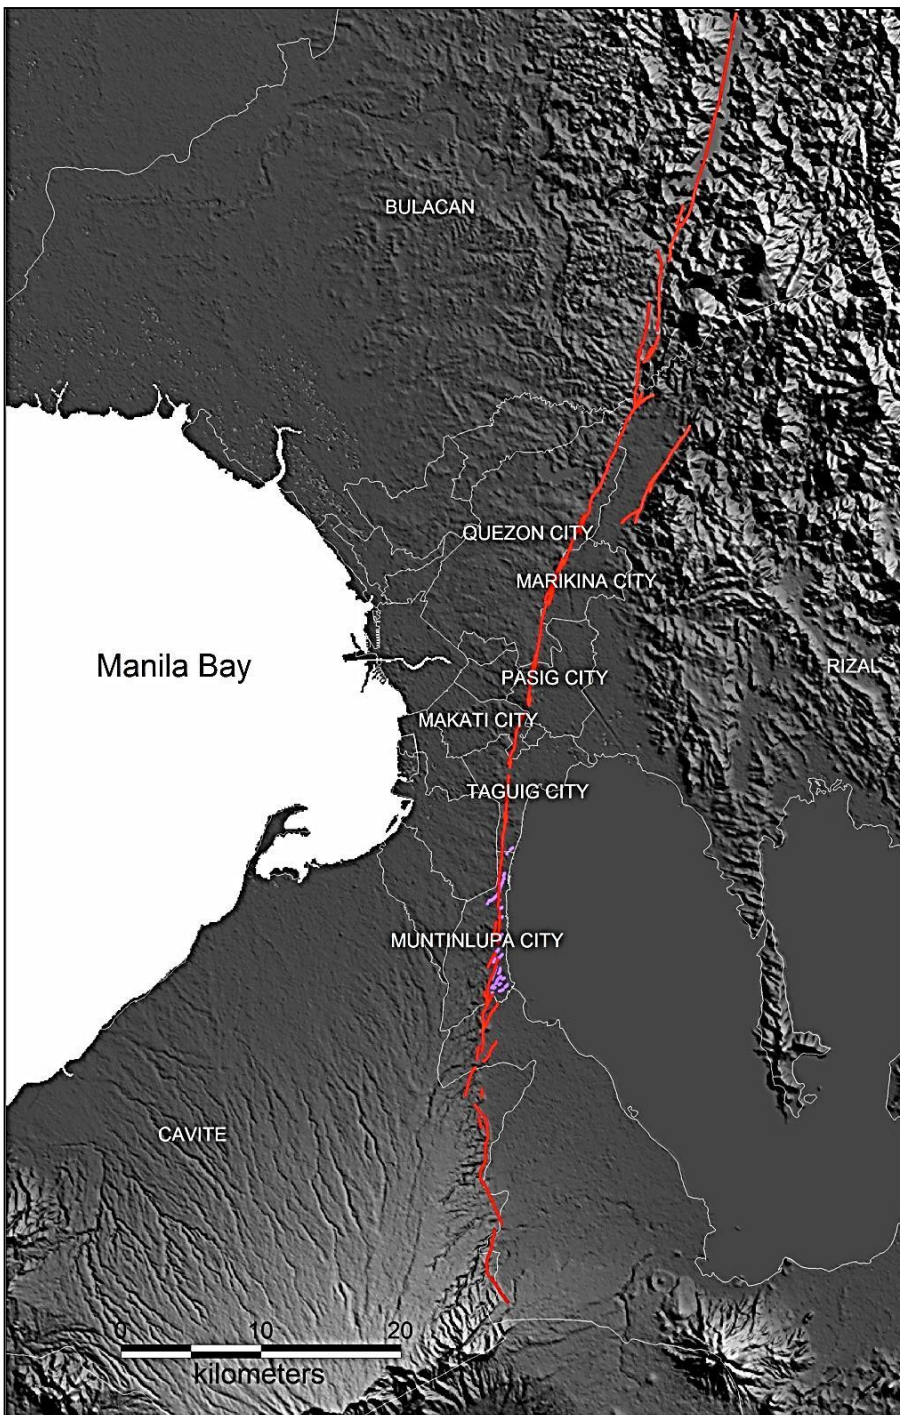 BULACAN
QUEZON CITY
MARIKINA CITY
Manila Bay
RIZAL
PASIG CITY
MAKATI CITY
TAGUIG CITY
MUNTINLUPA CITY
CAVITE
0 10 20
kilometers